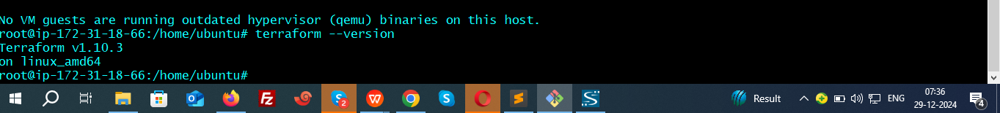 No VM guests are running outdated hypervisor (qemu) binaries on this host.
root@ip-172-31-18-66:/home/ubuntu# terraform --version
Terraform v1.10.3
on linux_amd64
root@ip-172-31-18-66:/home/ubuntu#
Fz
S
2
W
S
S
S
Result
ENG
07:36
29-12-2024
4